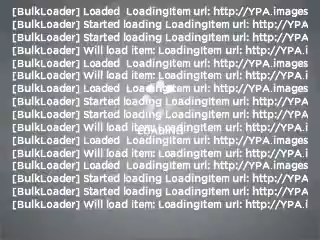 [BulkLoader] Loaded  LoadingItem url: http://YPA.images
[BulkLoader] Started loading LoadingItem url: http://YPA
[BulkLoader] Started loading LoadingItem url: http://YPA
[BulkLoader] Will load item: LoadingItem url: http://YPA.i
[BulkLoader] Loaded  LoadingItem url: http://YPA.images
[BulkLoader] Will load item: LoadingItem url: http://YPA.i
[BulkLoader] Loaded  LoadingItem url: http://YPA.images
[BulkLoader] Started loading LoadingItem url: http://YPA
[BulkLoader] Started loading LoadingItem url: http://YPA
[BulkLoader] Will load item: LoadingItem url: http://YPA.i
LOADING
[BulkLoader] Loaded  LoadingItem url: http://YPA.images
[BulkLoader] Will load item: LoadingItem url: http://YPA.i
[BulkLoader] Loaded  LoadingItem url: http://YPA.images
[BulkLoader] Started loading LoadingItem url: http://YPA
[BulkLoader] Started loading LoadingItem url: http://YPA
[BulkLoader] Will load item: LoadingItem url: http://YPA.i